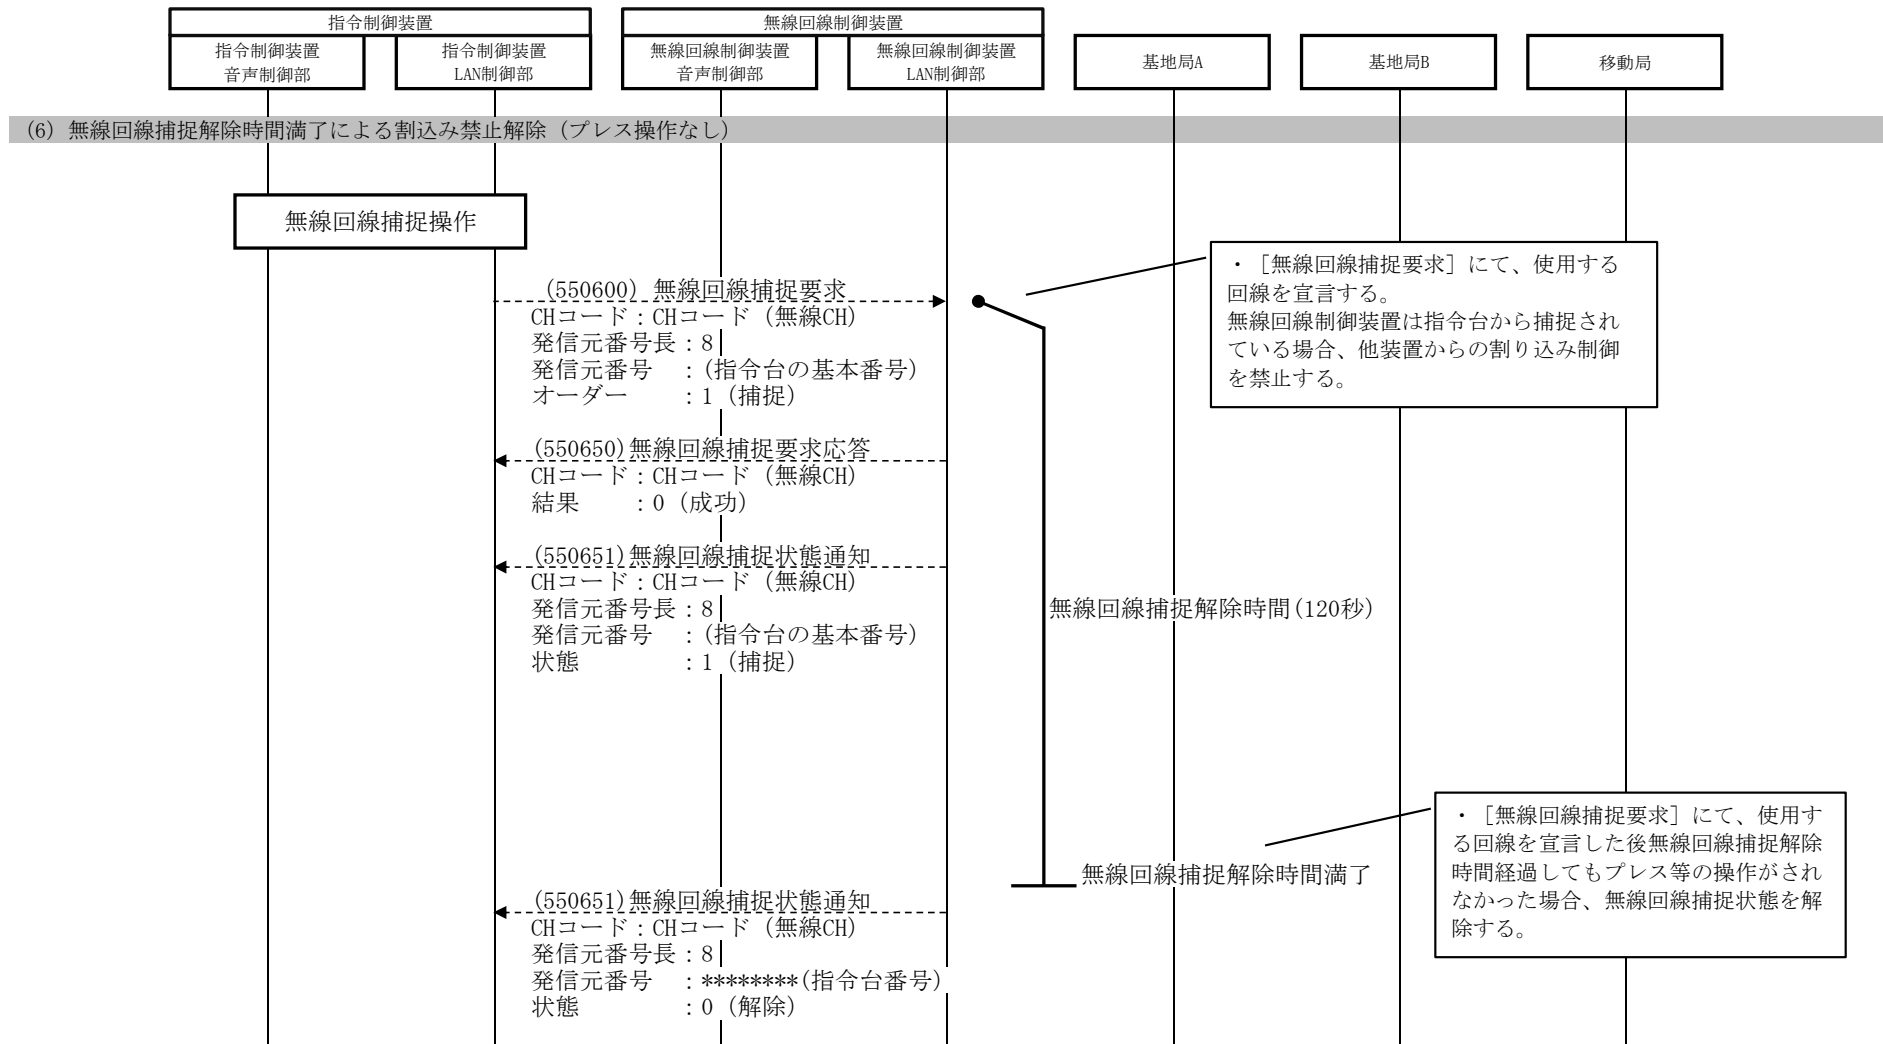 指令制御装置
無線回線制御装置
指令制御装置
音声制御部
指令制御装置
LAN制御部
無線回線制御装置
音声制御部
無線回線制御装置
LAN制御部
基地局A
基地局B
移動局
(6) 無線回線捕捉解除時間満了による割込み禁止解除（プレス操作なし）
無線回線捕捉操作
・［無線回線捕捉要求］にて、使用する
回線を宣言する。
無線回線制御装置は指令台から捕捉され
ている場合、他装置からの割り込み制御
を禁止する。
(550600) 無線回線捕捉要求
CHコード：CHコード（無線CH）
発信元番号長：8
発信元番号　：(指令台の基本番号)
オーダー　　：1（捕捉）
(550650)無線回線捕捉要求応答
CHコード：CHコード（無線CH）
結果　　：0（成功）
(550651)無線回線捕捉状態通知
CHコード：CHコード（無線CH）
発信元番号長：8
発信元番号　：(指令台の基本番号)
状態　　　　：1（捕捉）
無線回線捕捉解除時間(120秒)
・［無線回線捕捉要求］にて、使用す
る回線を宣言した後無線回線捕捉解除
時間経過してもプレス等の操作がされ
なかった場合、無線回線捕捉状態を解
除する。
無線回線捕捉解除時間満了
(550651)無線回線捕捉状態通知
CHコード：CHコード（無線CH）
発信元番号長：8
発信元番号　：********(指令台番号)
状態　　　　：0（解除）